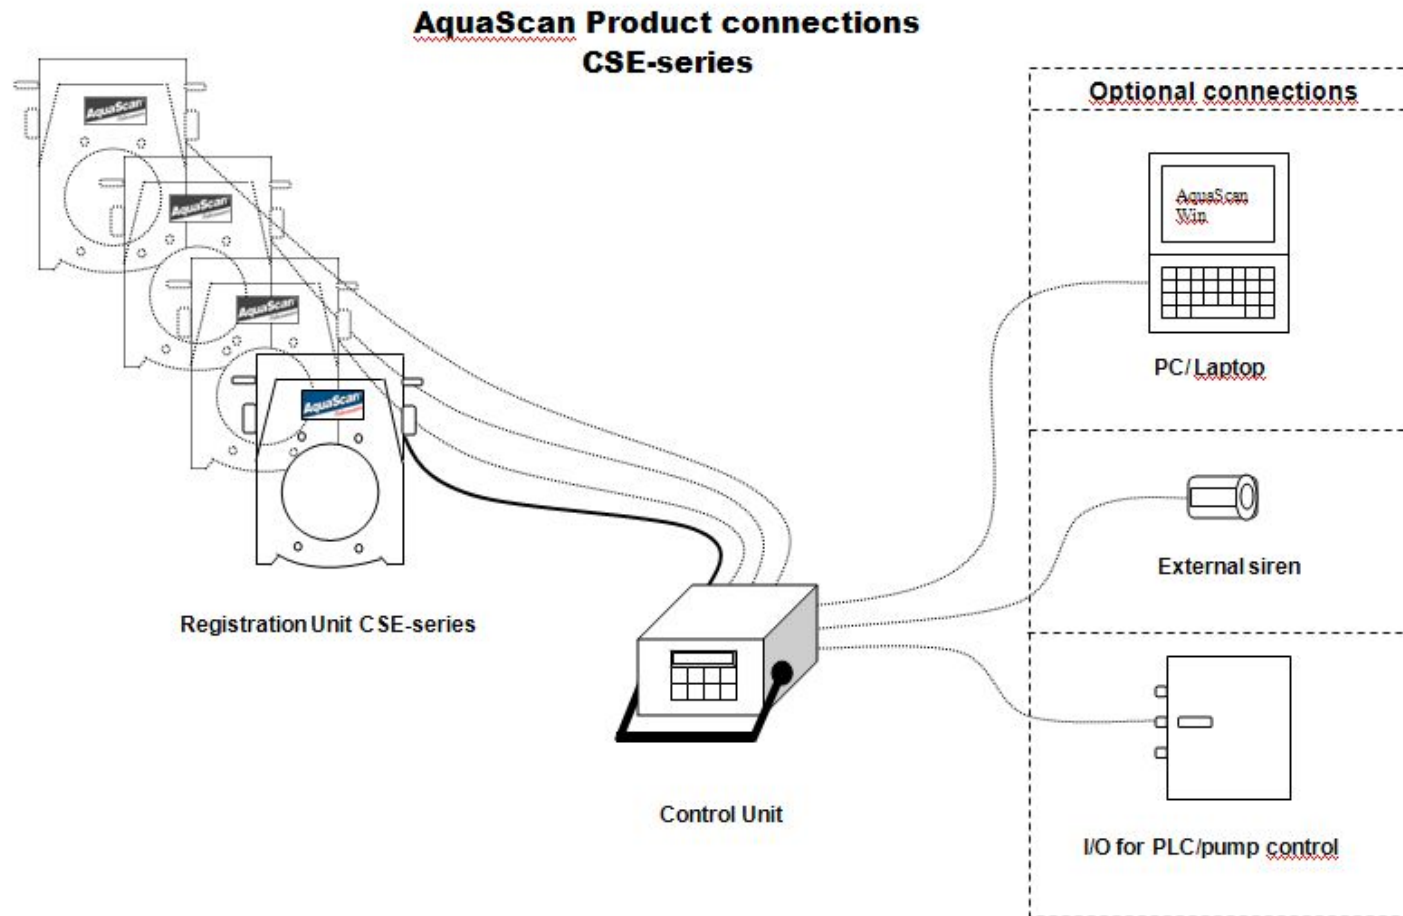 AquaScan Product connections
CSE-series
Optional connections
AquaScan
AquaScan
AquaScan
AquaScan
AquaScan
Win
PC/Laptop
External siren
Registration Unit CSE-series
Control Unit
I/O for PLC/pump control